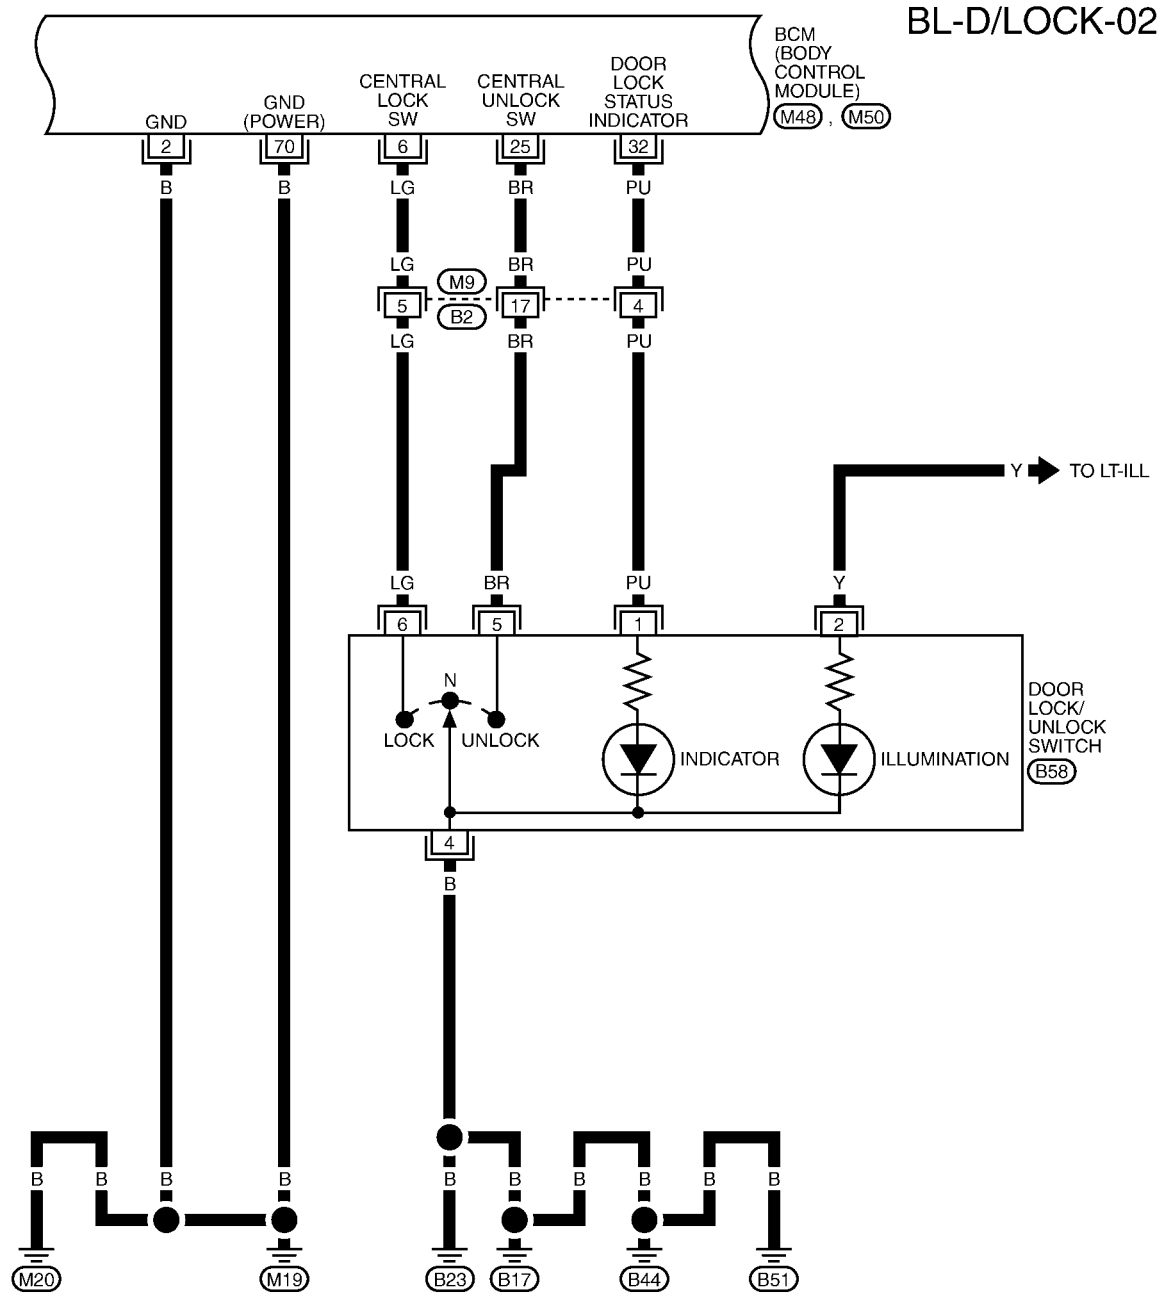 BL-D/LOCK-02
BCM
(BODY
CONTROL
MODULE)
M48 , M50
GND
GND
(POWER)
CENTRAL
LOCK
SW
CENTRAL
UNLOCK
SW
DOOR
LOCK
STATUS
INDICATOR
2 70 6 25 32
B B LG BR PU
LG BR PU
M9
5 17 4
B2
LG BR PU
Y TO LT-ILL
LG BR PU Y
6 5 1 2
N
LOCK UNLOCK
INDICATOR
ILLUMINATION
DOOR
LOCK/
UNLOCK
SWITCH
B58
4
B
B B B B B B B B B B
M20 M19 B23 B17 B44 B51